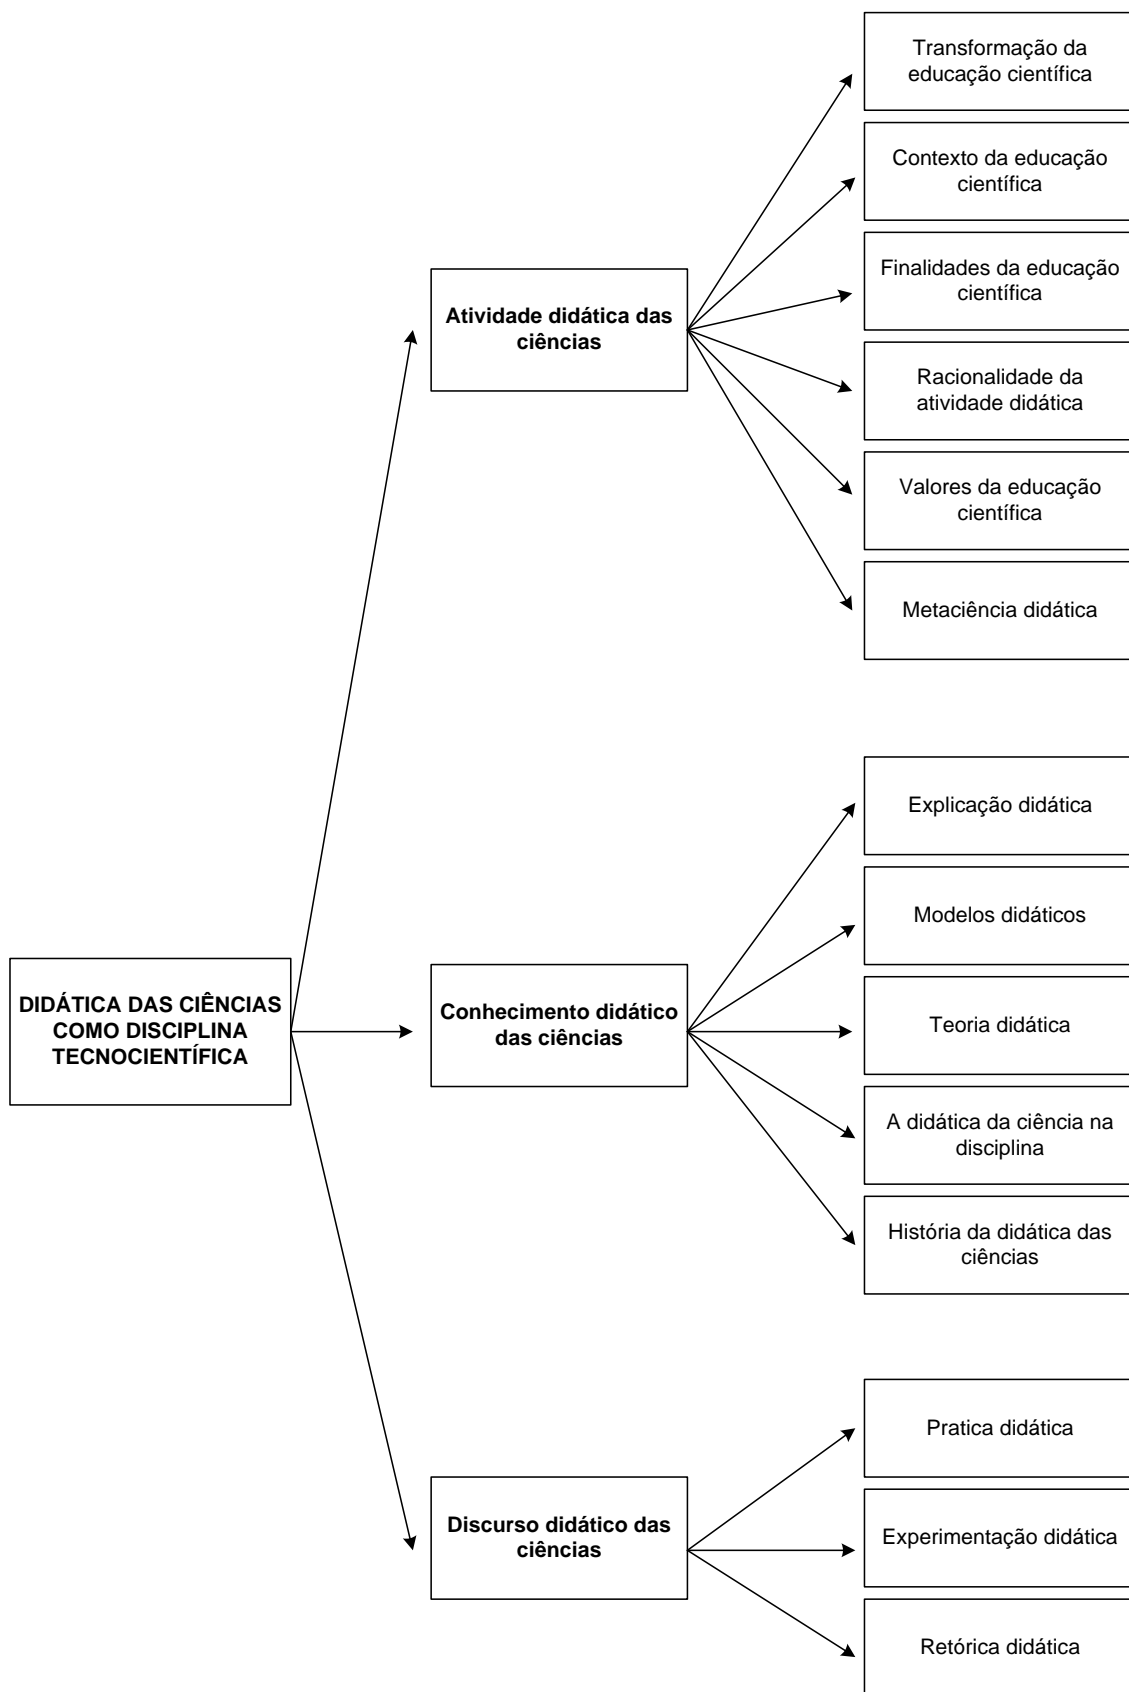 Transformação da
educação científica
Contexto da educação
científica
Finalidades da educação
científica
Atividade didática das
ciências
Racionalidade da
atividade didática
Valores da educação
científica
Metaciência didática
Explicação didática
Modelos didáticos
DIDÁTICA DAS CIÊNCIAS
COMO DISCIPLINA
TECNOCIENTÍFICA
Conhecimento didático
das ciências
Teoria didática
A didática da ciência na
disciplina
História da didática das
ciências
Pratica didática
Discurso didático das
ciências
Experimentação didática
Retórica didática